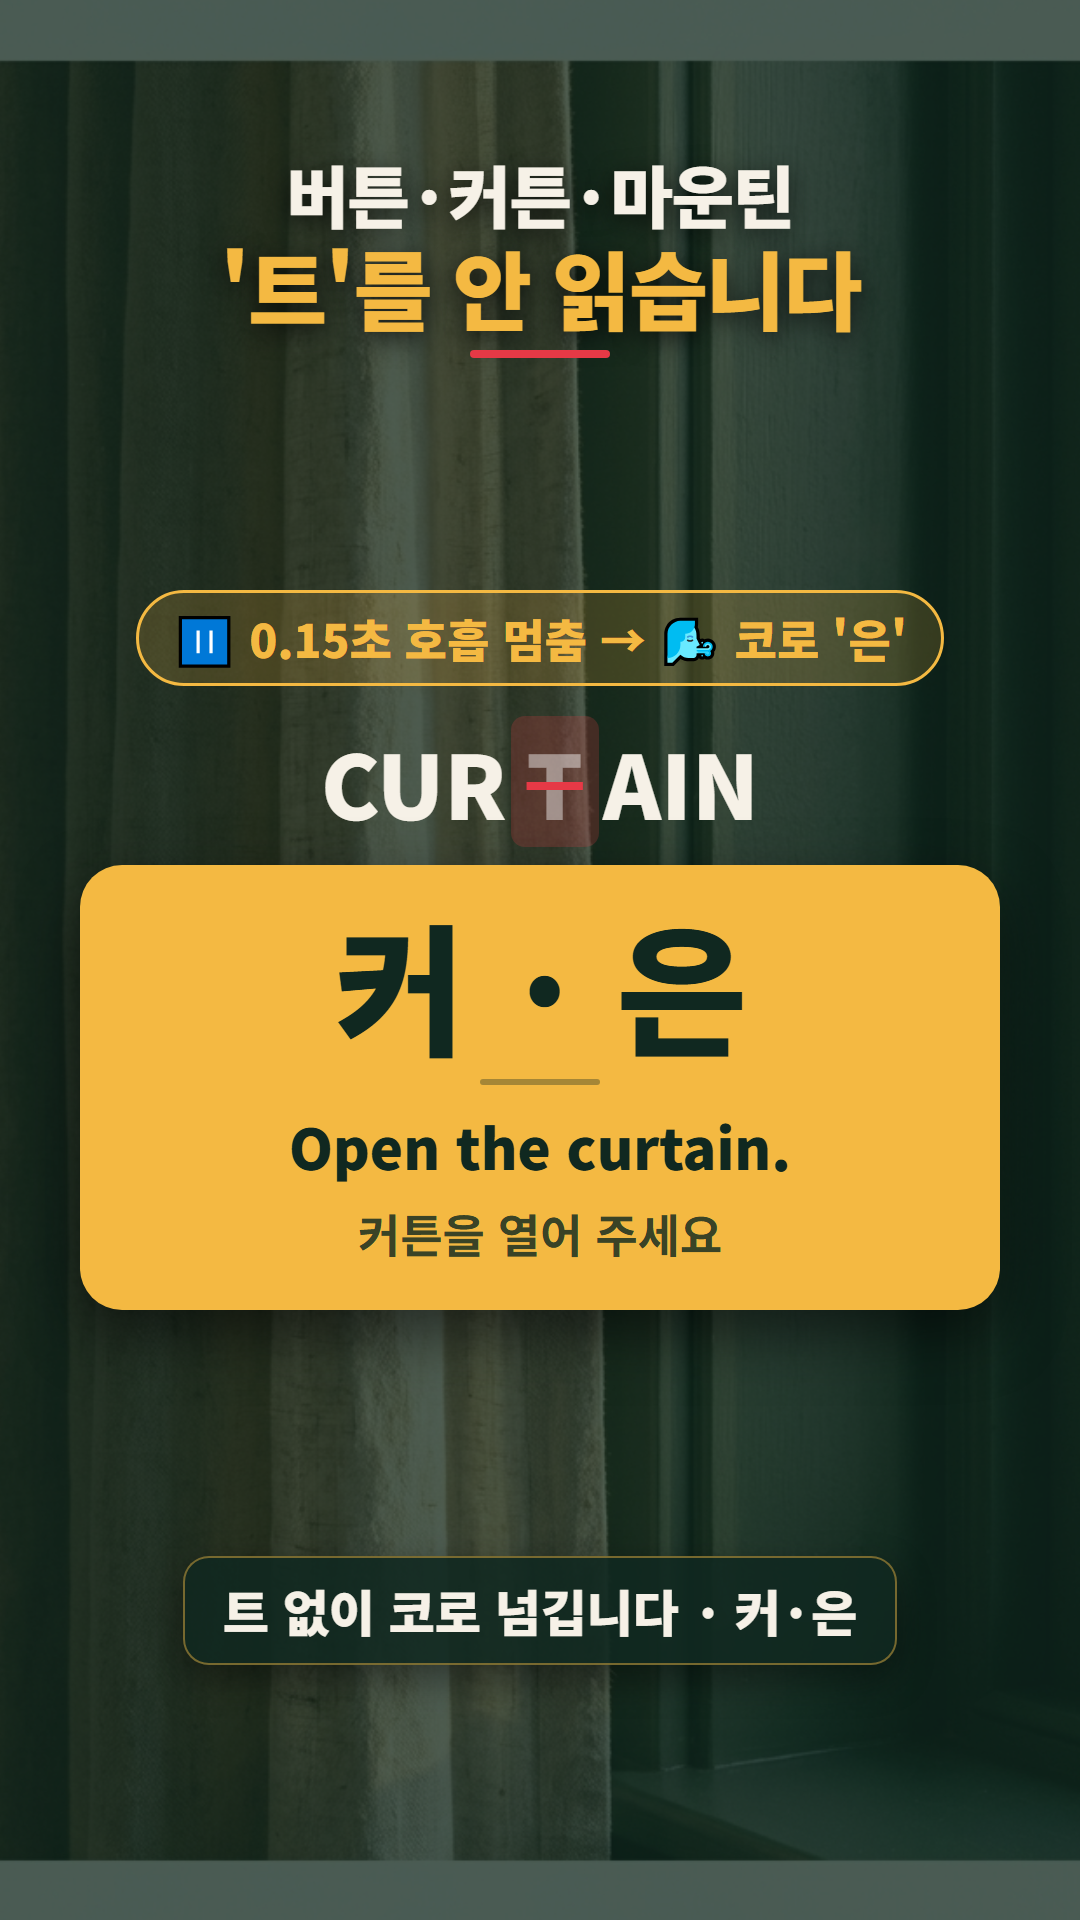 버튼·커튼·마운틴
'트'를 안 읽습니다
⏸ 0.15초 호흡 멈춤 → 🌬 코로 '은'
CURTAIN
커 · 은
Open the curtain.
커튼을 열어 주세요
트 없이 코로 넘깁니다 · 커·은